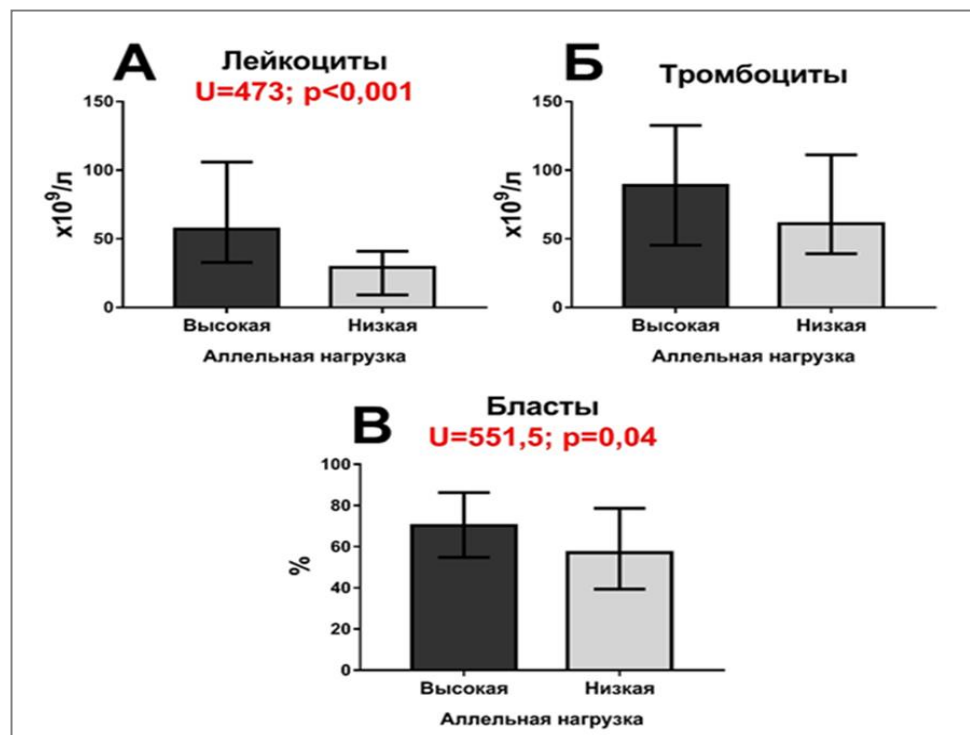 А
Лейкоциты
U=473; p<0,001
x10⁹/л
150
100
50
0
Высокая
Низкая
Аллельная нагрузка
Б
Тромбоциты
x10⁹/л
150
100
50
0
Высокая
Низкая
Аллельная нагрузка
В
Бласты
U=551,5; p=0,04
%
100
80
60
40
20
0
Высокая
Низкая
Аллельная нагрузка